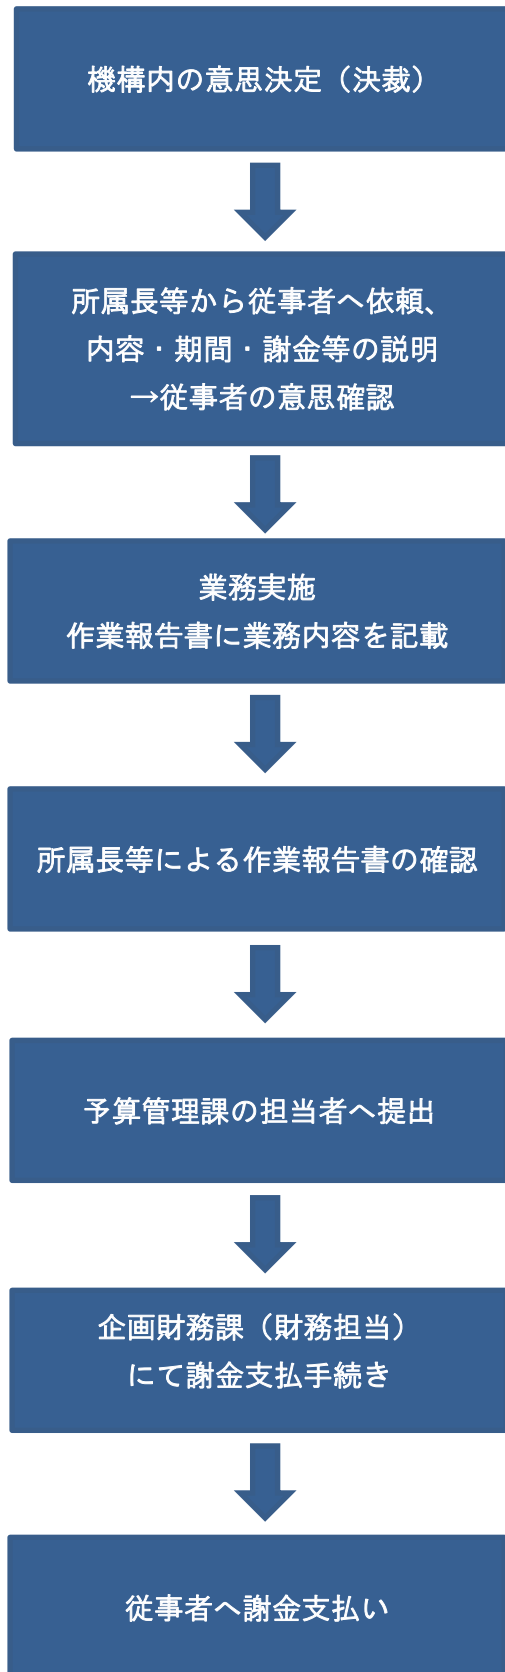 機構内の意思決定（決裁）
所属長等から従事者へ依頼、
内容・期間・謝金等の説明
→従事者の意思確認
業務実施
作業報告書に業務内容を記載
所属長等による作業報告書の確認
予算管理課の担当者へ提出
企画財務課（財務担当）
にて謝金支払手続き
従事者へ謝金支払い